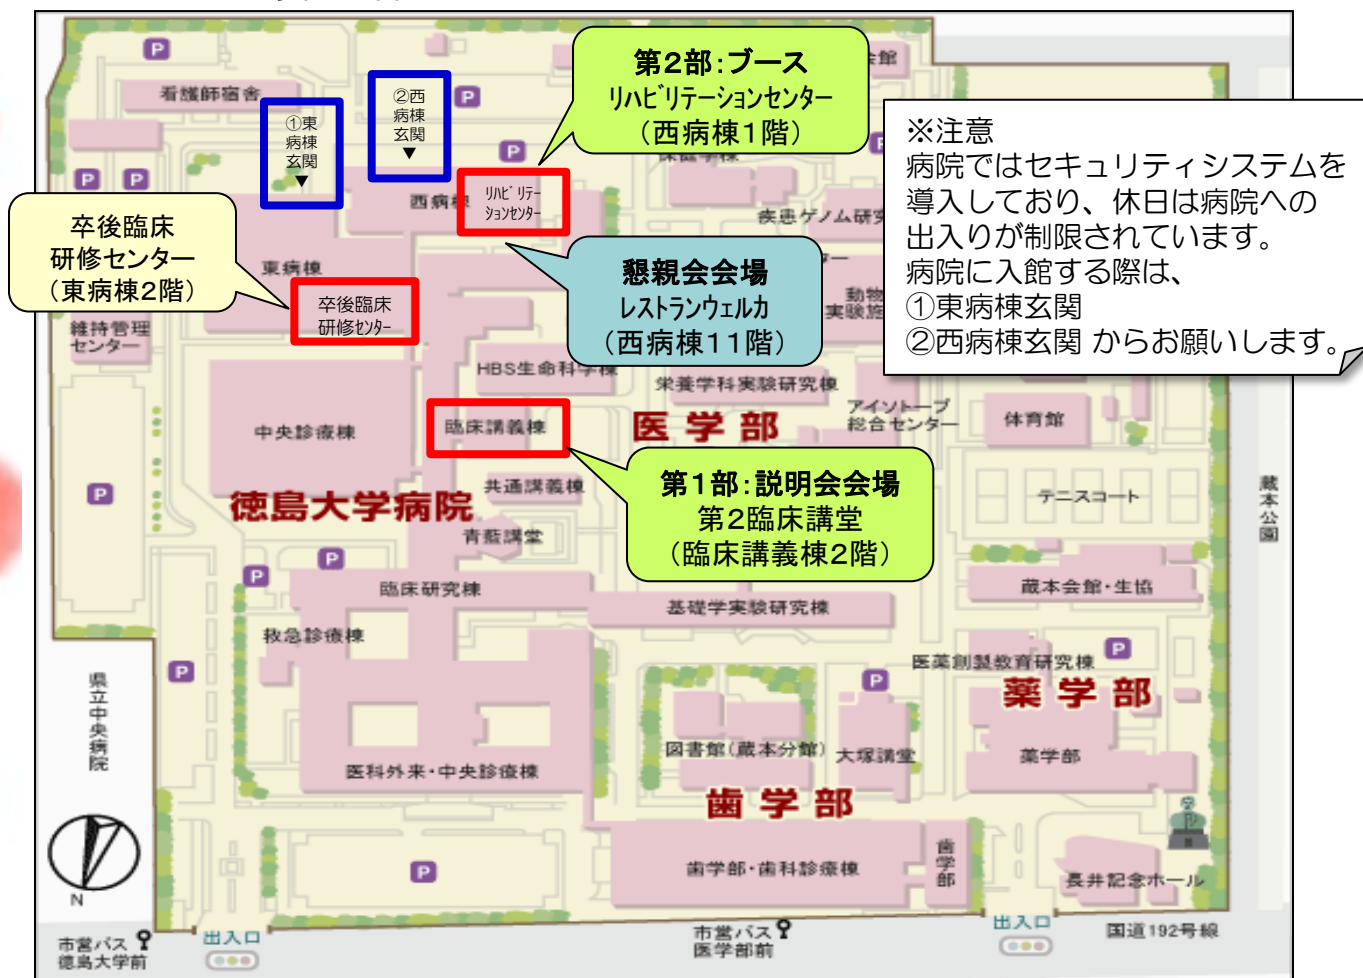 第2部:ブース
リハビリテーションセンター
(西病棟1階)
会館
看護師宿舎
②西
病棟
玄関
▼
①東
病棟
玄関
▼
※注意
病院ではセキュリティシステムを
導入しており、休日は病院への
出入りが制限されています。
病院に入館する際は、
①東病棟玄関
②西病棟玄関 からお願いします。
西病棟
リハビリテー
ションセンター
疾患ゲノム研究
卒後臨床
研修センター
(東病棟2階)
東病棟
懇親会会場
レストランウェルカ
(西病棟11階)
卒後臨床
研修センター
動物
実験施
維持管理
センター
HBS生命科学棟
栄養学科実験研究棟
アイソトープ
総合センター
体育館
中央診療棟
臨床講義棟
医学部
第1部:説明会会場
第2臨床講堂
(臨床講義棟2階)
共通講義棟
徳島大学病院
青藍講堂
テニスコート
蔵本公園
臨床研究棟
基礎学実験研究棟
蔵本会館・生協
救急診療棟
医薬創製教育研究棟
薬学部
県立中央病院
図書館(蔵本分館)
大塚講堂
薬学部
医科外来・中央診療棟
歯学部
歯学部・歯科診療棟
歯学部
長井記念ホール
N
市営バス
徳島大学前
出入口
市営バス
医学部前
出入口
国道192号線
P
P
P
P
P
P
P
P
P
P
P
P
P